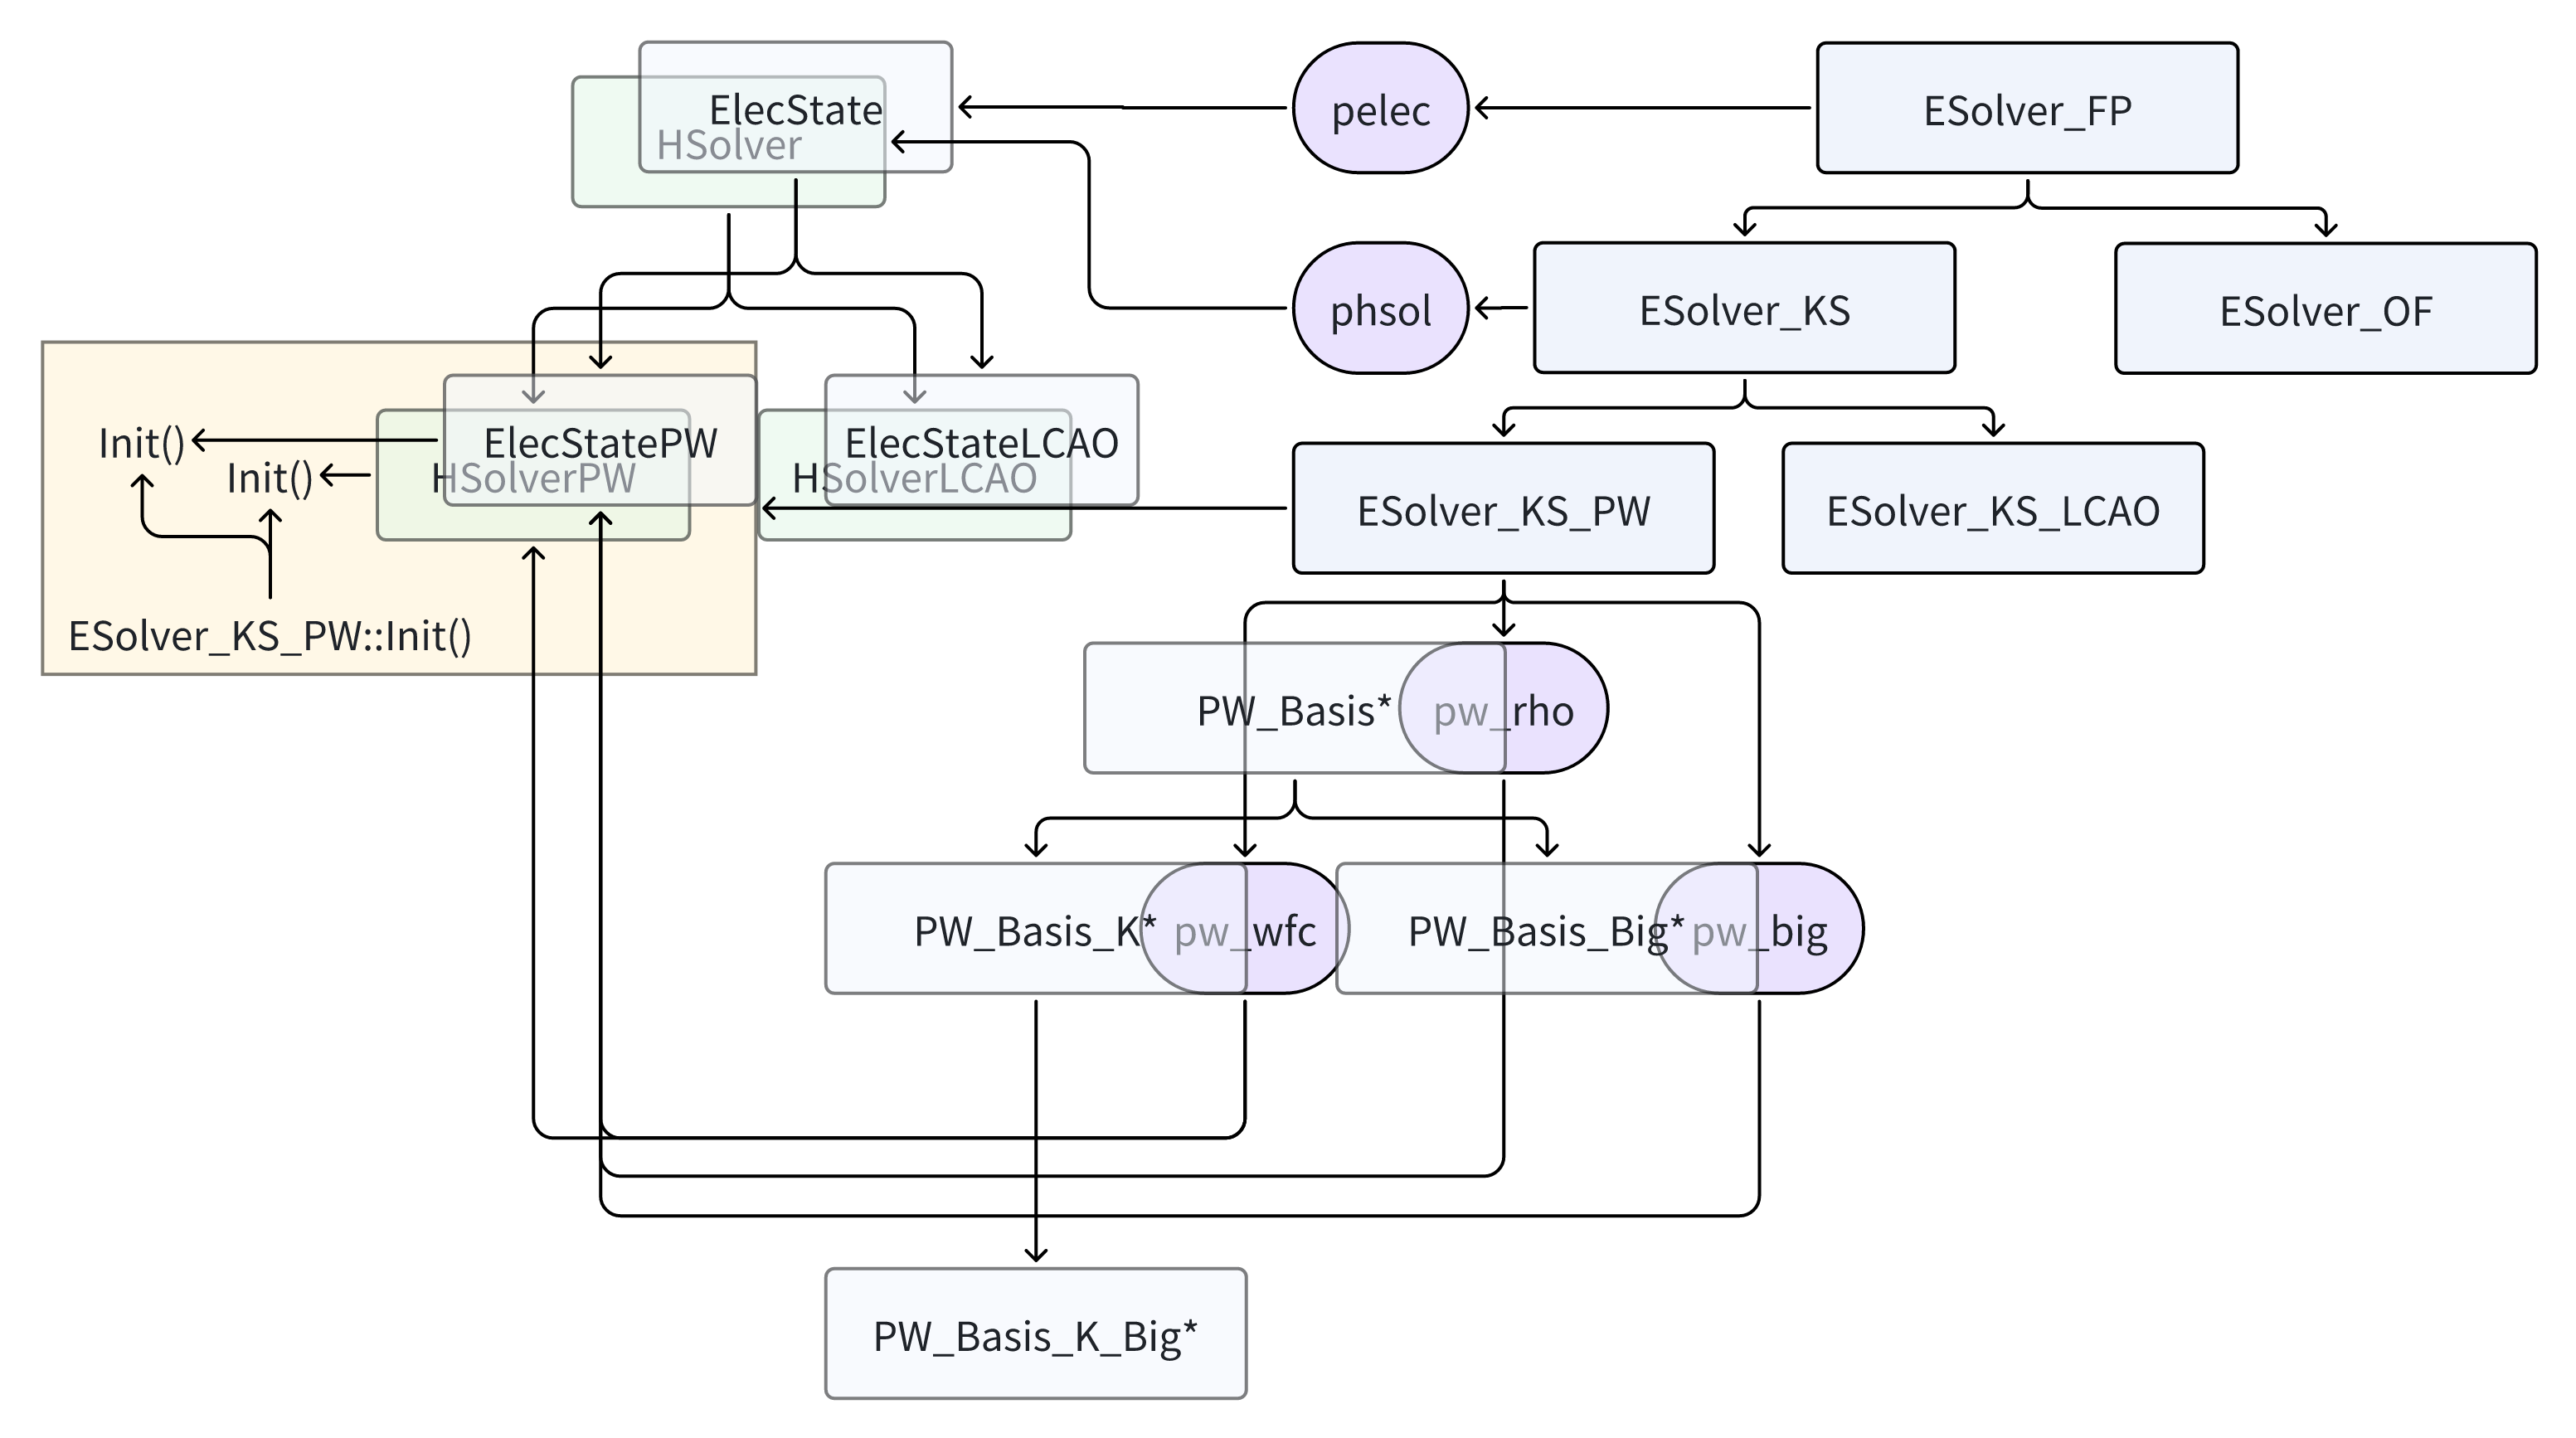 ElecState
HSolver
pelec
ESolver_FP
phsol
ESolver_KS
ESolver_OF
Init()
Init()
ElecStatePW
HSolverPW
ElecStateLCAO
HSolverLCAO
ESolver_KS_PW
ESolver_KS_LCAO
ESolver_KS_PW::Init()
PW_Basis*
pw_rho
PW_Basis_K*
pw_wfc
PW_Basis_Big*
pw_big
PW_Basis_K_Big*